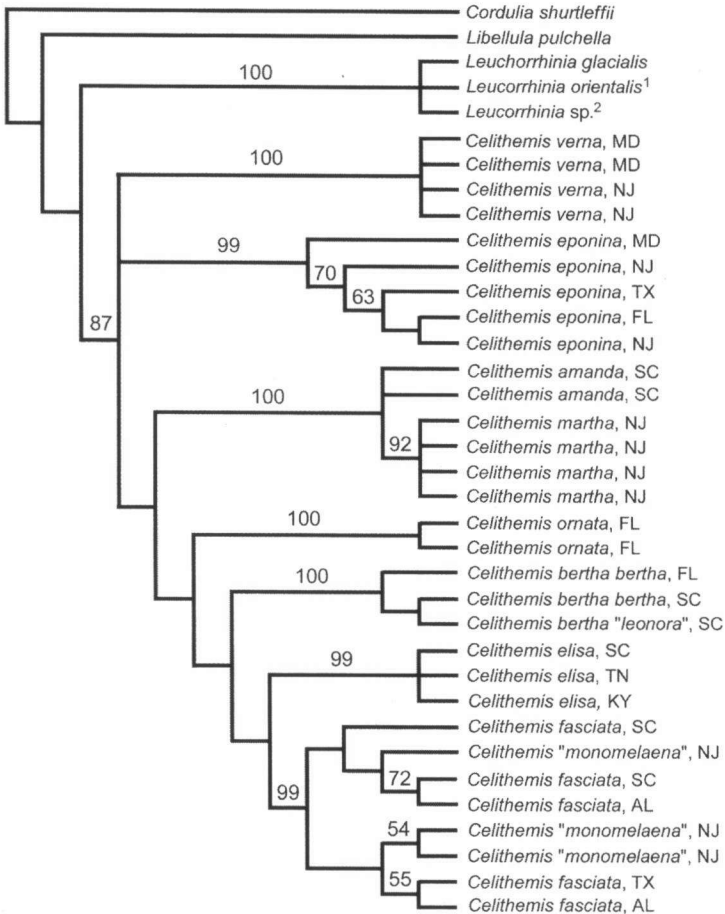 Cordulia shurtleffii
Libellula pulchella
Leuchorrhinia glacialis
100
Leucorrhinia orientalis1
Leucorrhinia sp.2
Celithemis verna, MD
Celithemis verna, MD
100
Celithemis verna, NJ
Celithemis verna, NJ
Celithemis eponina, MD
99
Celithemis eponina, NJ
70
Celithemis eponina, TX
63
Celithemis eponina, FL
87
Celithemis eponina, NJ
Celithemis amanda, SC
Celithemis amanda, SC
100
Celithemis martha, NJ
92
Celithemis martha, NJ
Celithemis martha, NJ
Celithemis martha, NJ
100
Celithemis ornata, FL
Celithemis ornata, FL
100
Celithemis bertha bertha, FL
Celithemis bertha bertha, SC
Celithemis bertha "leonora", SC
Celithemis elisa, SC
99
Celithemis elisa, TN
Celithemis elisa, KY
Celithemis fasciata, SC
Celithemis "monomelaena", NJ
72
Celithemis fasciata, SC
99
Celithemis fasciata, AL
54
Celithemis "monomelaena", NJ
Celithemis "monomelaena", NJ
55
Celithemis fasciata, TX
Celithemis fasciata, AL